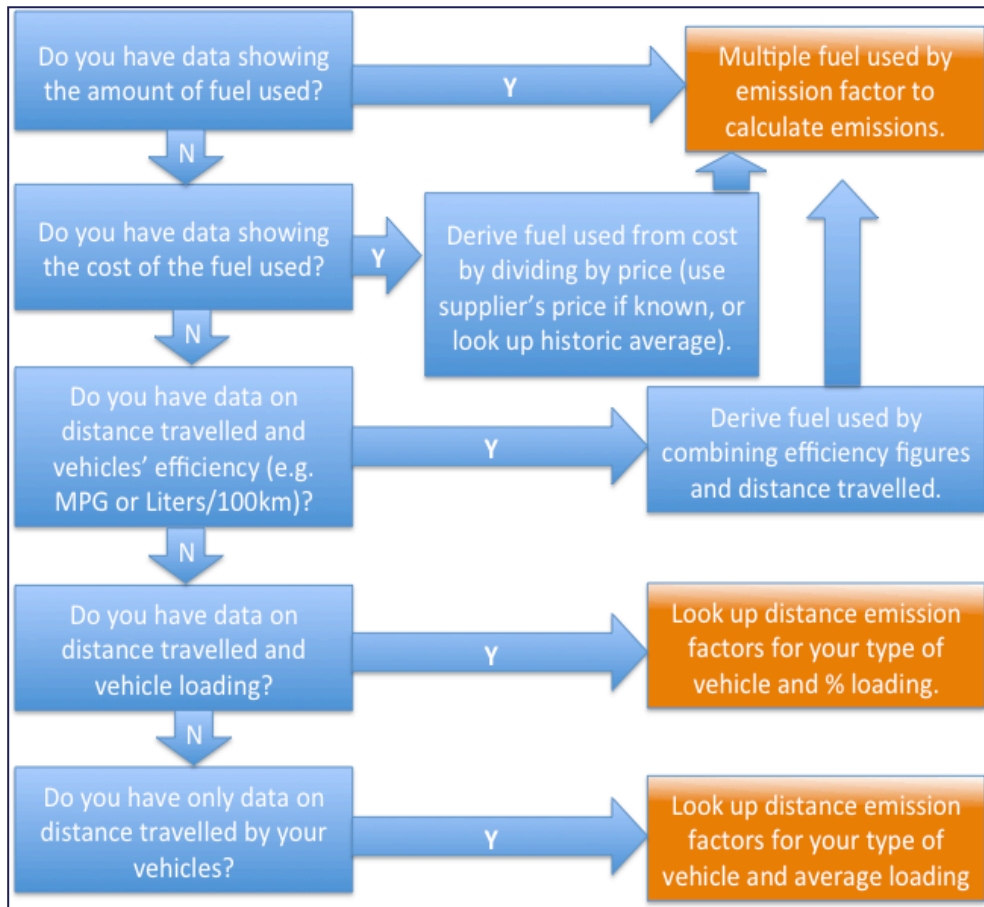 Do you have data showing
the amount of fuel used?
Y
Multiple fuel used by
emission factor to
calculate emissions.
N
Do you have data showing
the cost of the fuel used?
Y
Derive fuel used from cost
by dividing by price (use
supplier's price if known, or
look up historic average).
N
Do you have data on
distance travelled and
vehicles' efficiency (e.g.
MPG or Liters/100km)?
Y
Derive fuel used by
combining efficiency figures
and distance travelled.
N
Do you have data on
distance travelled and
vehicle loading?
Y
Look up distance emission
factors for your type of
vehicle and % loading.
N
Do you have only data on
distance travelled by your
vehicles?
Y
Look up distance emission
factors for your type of
vehicle and average loading